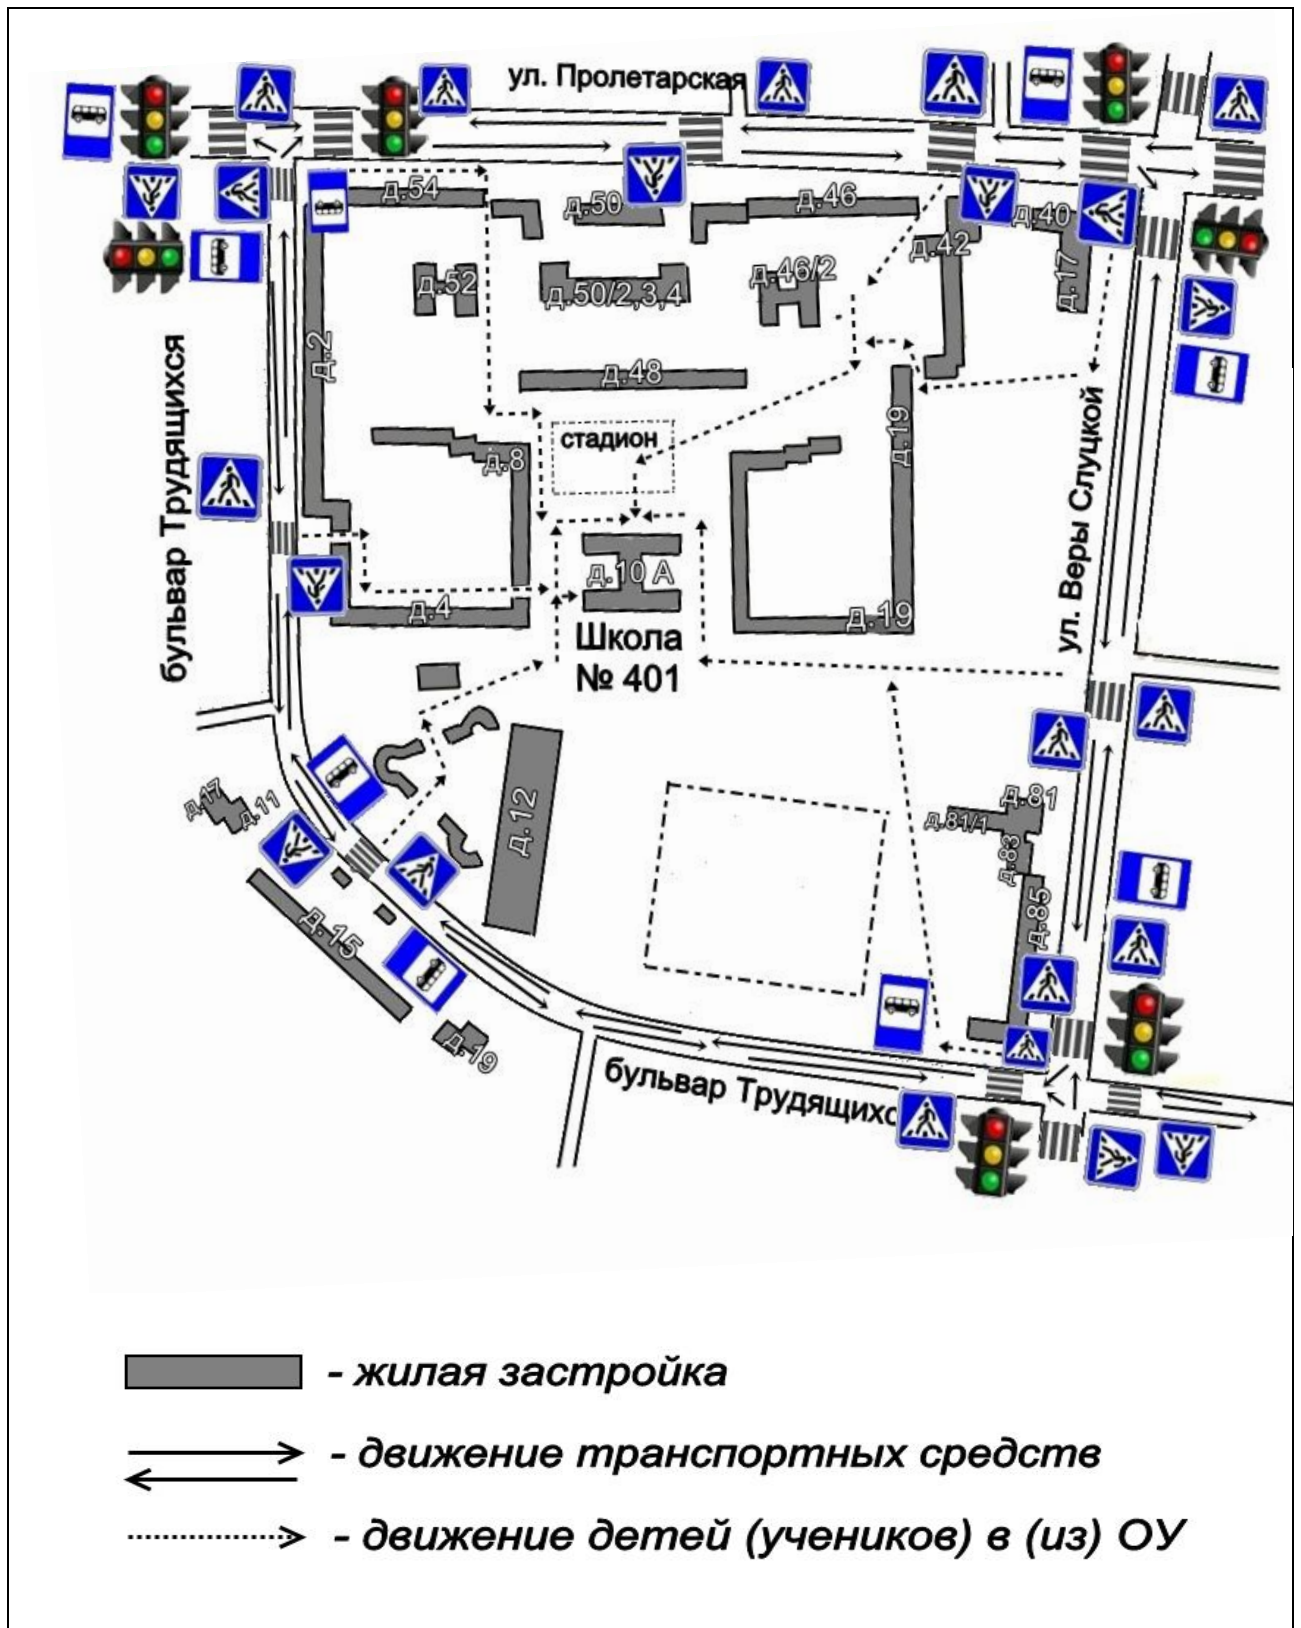 ул. Пролетарская
д.54
д.50
д.46
д.40
д.42
д.17
д.52
д.50/2,3,4
д.46/2
д.2
д.48
бульвар Трудящихся
стадион
д.8
д.19
ул. Веры Слуцкой
д.10 А
д.4
д.19
Школа
№ 401
д.17
д.11
д.12
д.81
д.81/1
д.83
д.85
д.15
д.19
бульвар Трудящихс
- жилая застройка
- движение транспортных средств
- движение детей (учеников) в (из) ОУ